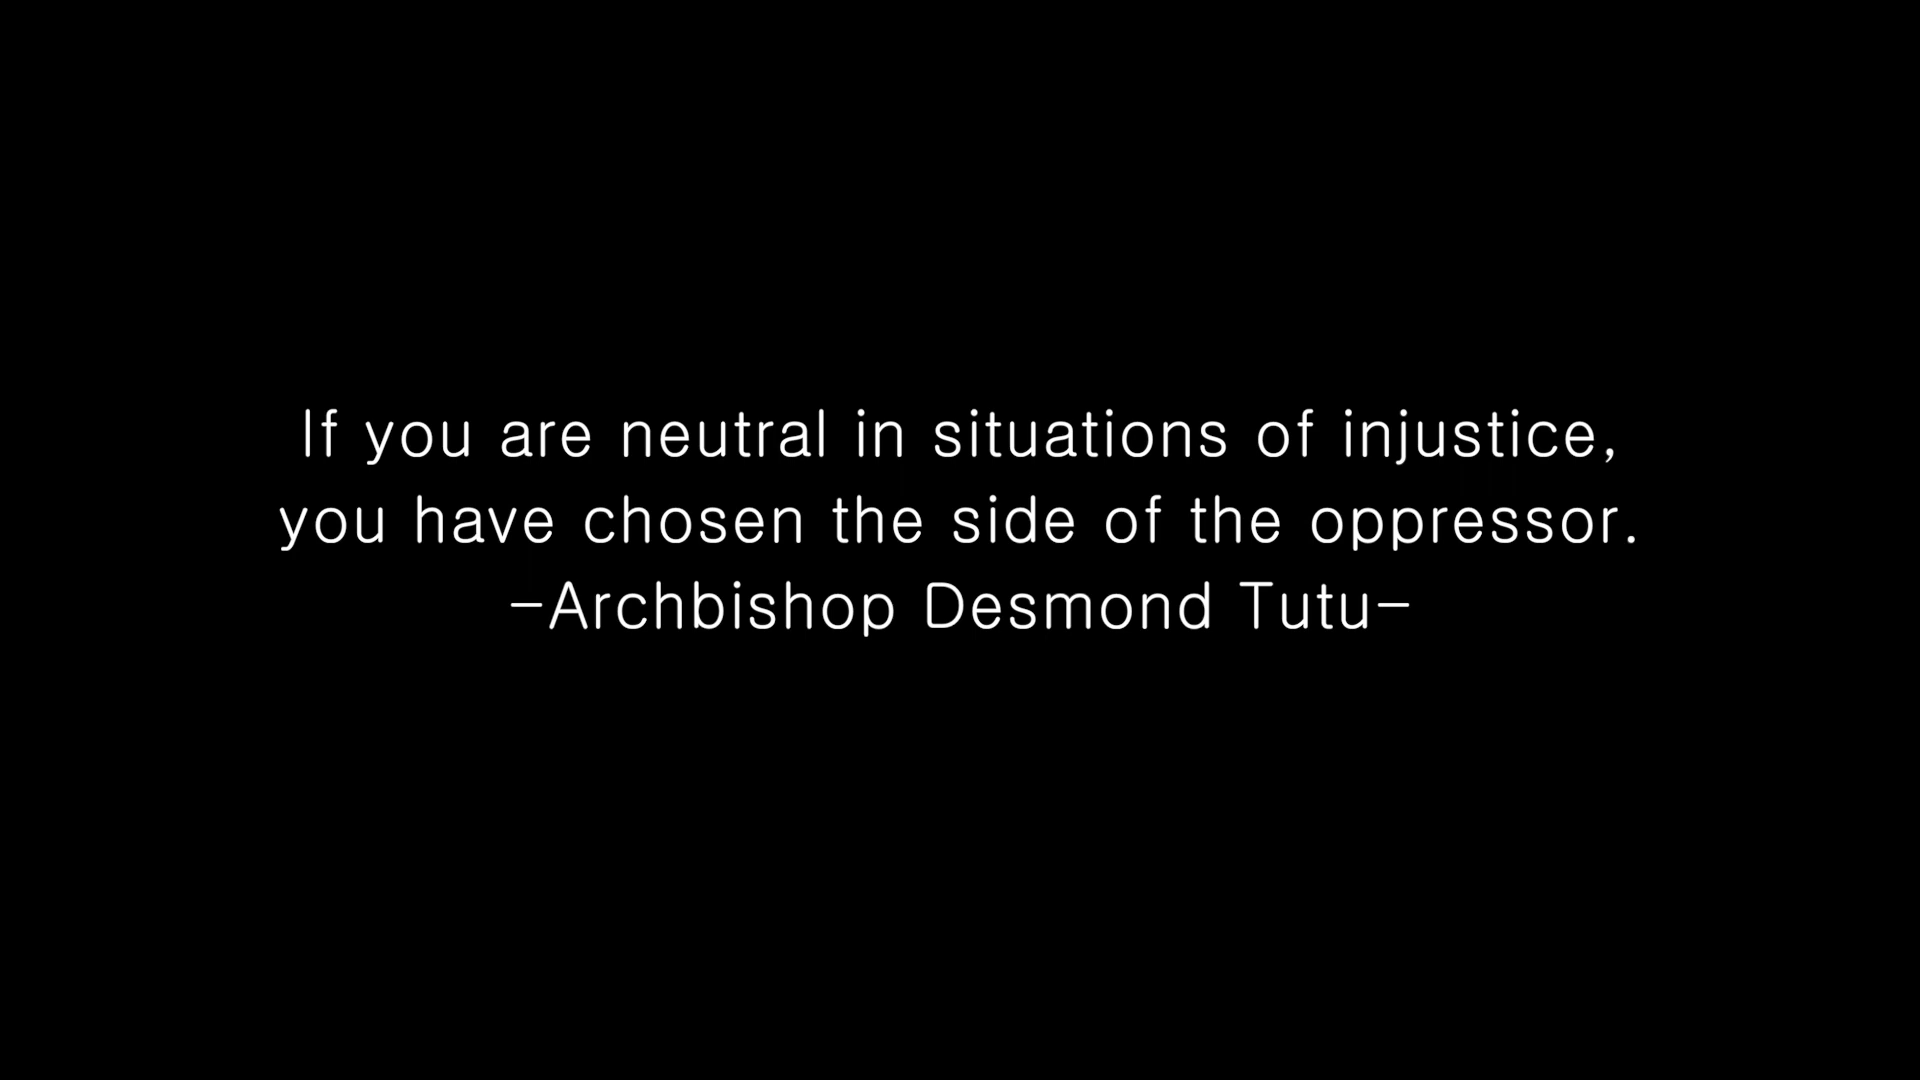 If you are neutral in situations of injustice,
you have chosen the side of the oppressor.
-Archbishop Desmond Tutu-